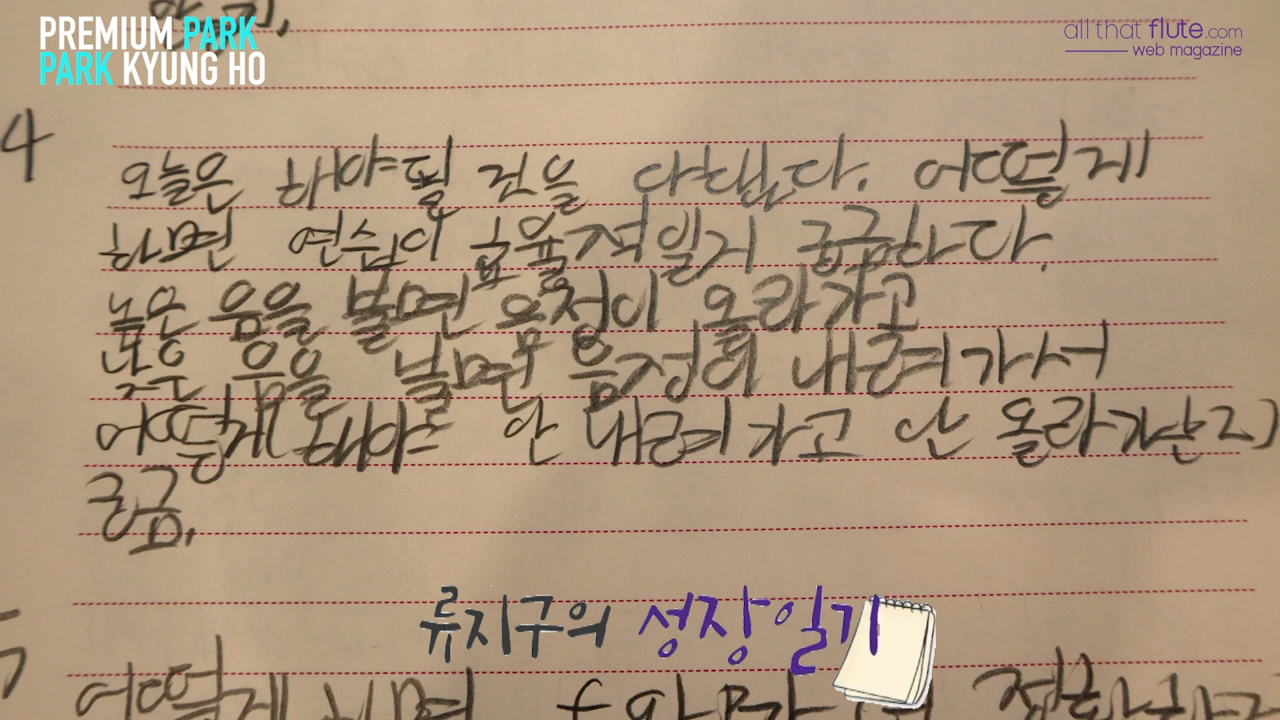 PREMIUM PARK
PARK KYUNG HO
all that flute.com
web magazine
4
오늘은 해야될 것을 다했다. 어떻게
하면 연습이 효율적일지 궁금하다.
높은 음을 불면 음정이 올라가고
낮은 음을 불면 음정이 내려가서
어떻게 해야 안 내려가고 안 올라가는지
궁금.
류지구의 성장일기
어떻게 하면